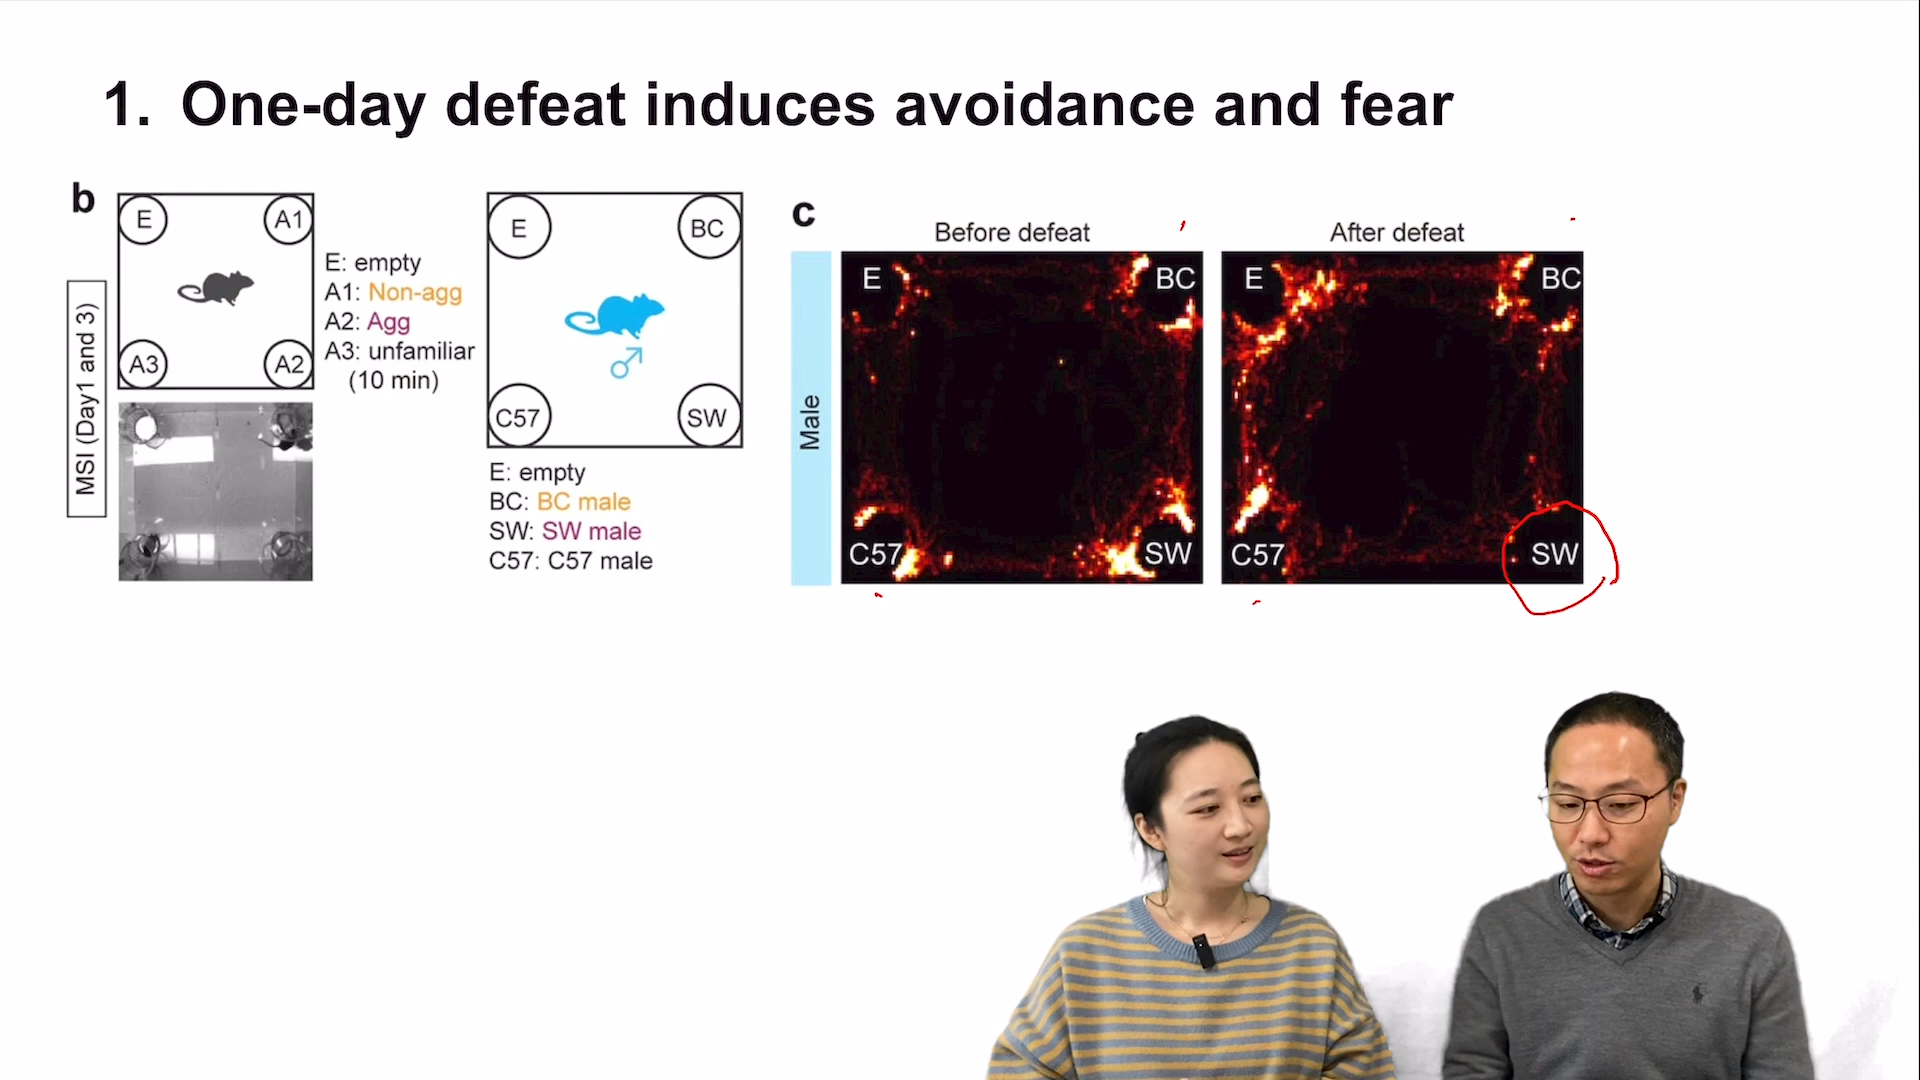 1. One-day defeat induces avoidance and fear
b
MSI (Day1 and 3)
E
A1
A3
A2
E: empty
A1: Non-agg
A2: Agg
A3: unfamiliar
(10 min)
E
BC
C57
SW
E: empty
BC: BC male
SW: SW male
C57: C57 male
c
Male
Before defeat
E
BC
C57
SW
After defeat
E
BC
C57
SW